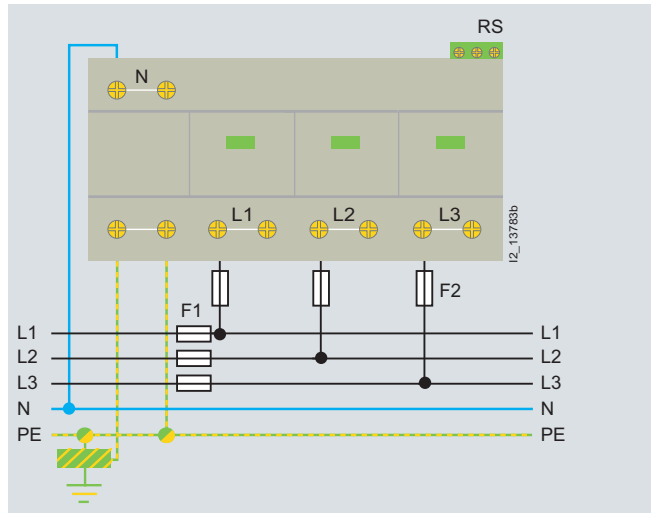 RS
N
L1 L2 L3
I2_13783b
F2
F1
L1 L1
L2 L2
L3 L3
N N
PE PE